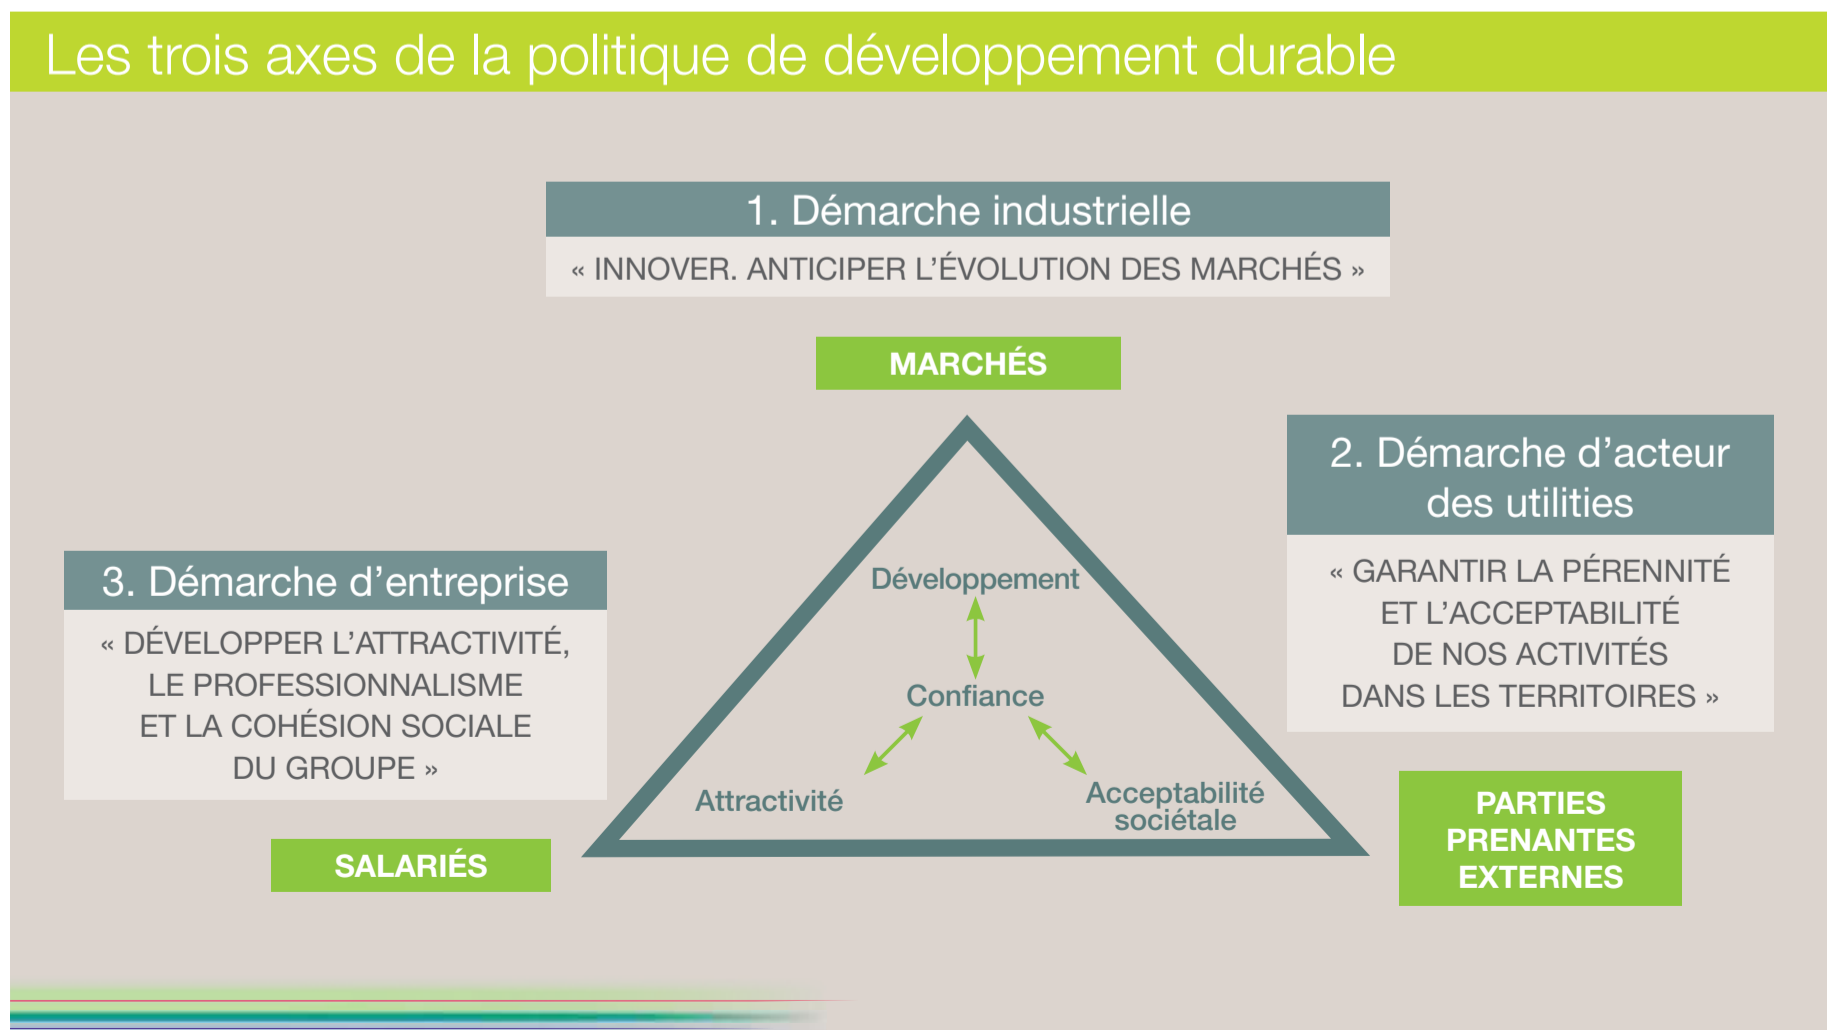 Les trois axes de la politique de développement durable
1. Démarche industrielle
« INNOVER. ANTICIPER L’ÉVOLUTION DES MARCHÉS »
MARCHÉS
2. Démarche d’acteur
des utilities
« GARANTIR LA PÉRENNITÉ
ET L’ACCEPTABILITÉ
DE NOS ACTIVITÉS
DANS LES TERRITOIRES »
PARTIES
PRENANTES
EXTERNES
3. Démarche d’entreprise
« DÉVELOPPER L’ATTRACTIVITÉ,
LE PROFESSIONNALISME
ET LA COHÉSION SOCIALE
DU GROUPE »
SALARIÉS
Développement
Confiance
Attractivité
Acceptabilité
sociétale